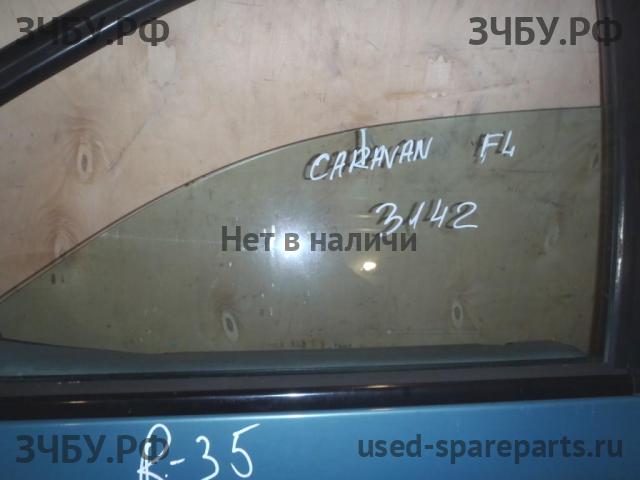 ЗЧБУ.РФ
ЗЧБУ.РФ
CARAVAN FL
3142
Нет в наличи
ЗЧБУ.РФ
used-spareparts.ru
R-35